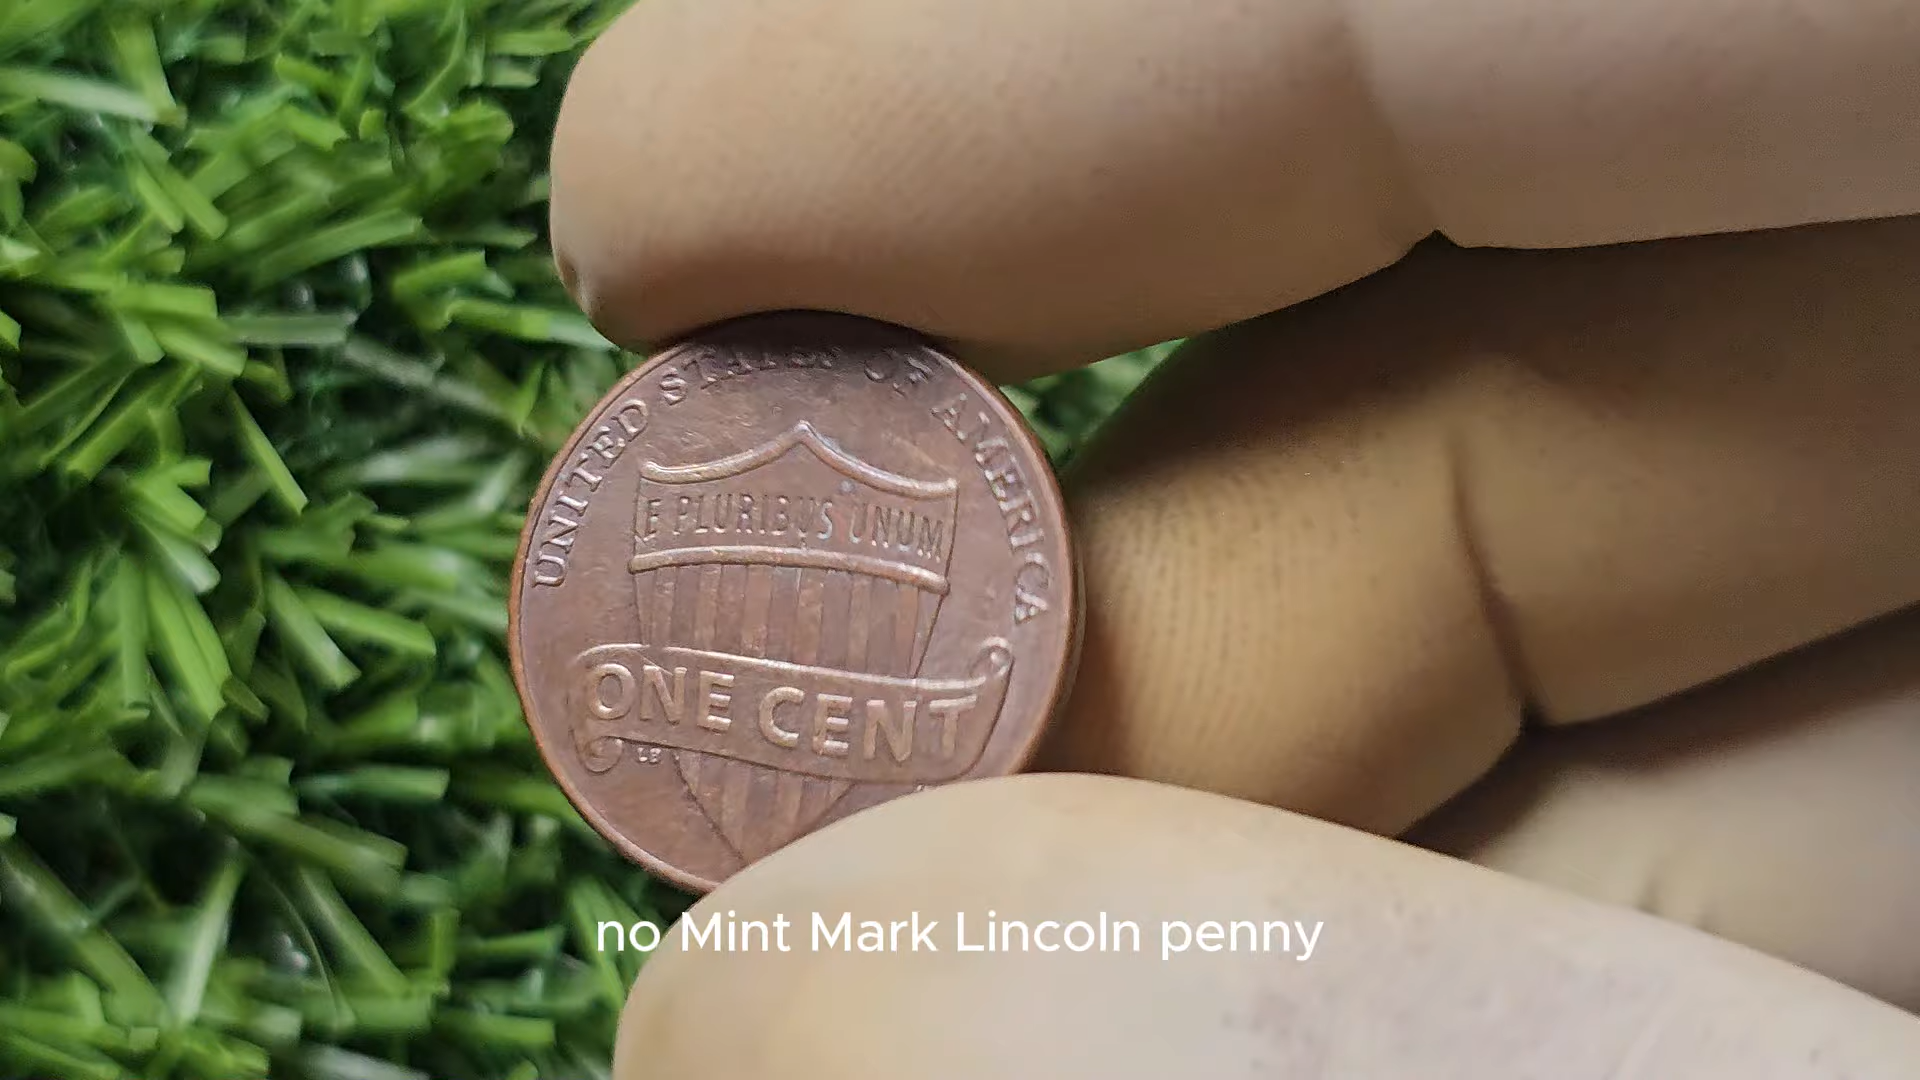 UNITED STATES OF AMERICA
E PLURIBUS UNUM
ONE CENT
LB
no Mint Mark Lincoln penny